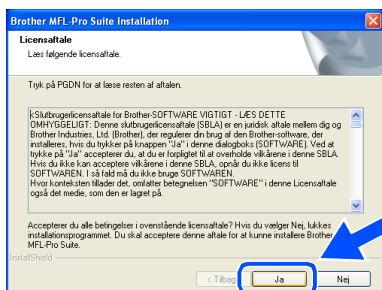 Brother MFL-Pro Suite Installation
Licensaftale
Læs følgende licensaftale.
Tryk på PGDN for at læse resten af aftalen.
kSlutbrugerlicensaftale for Brother-SOFTWARE VIGTIGT - LÆS DETTE
OMHYGGELIGT: Denne slutbrugerlicensaftale (SBLA) er en juridisk aftale mellem dig og
Brother Industries, Ltd. (Brother), der regulerer din brug af den Brother-software, der
installeres, hvis du trykker på knappen "Ja" i denne dialogboks (SOFTWARE). Ved at
trykke på "Ja" accepterer du, at du er forpligtet til at overholde vilkårene i denne SBLA.
Hvis du ikke kan acceptere vilkårene i denne SBLA, opnår du ikke licens til
SOFTWAREN. I så fald må du ikke bruge SOFTWAREN.
Hvor konteksten tillader det, omfatter betegnelsen "SOFTWARE" i denne Licensaftale
også det medie, som den er lagret på.
Accepterer du alle betingelser i ovenstående licensaftale? Hvis du vælger Nej, lukkes
installationsprogrammet. Du skal acceptere denne aftale for at kunne installere Brother
MFL-Pro Suite.
InstallShield
< Tilbag Ja Nej